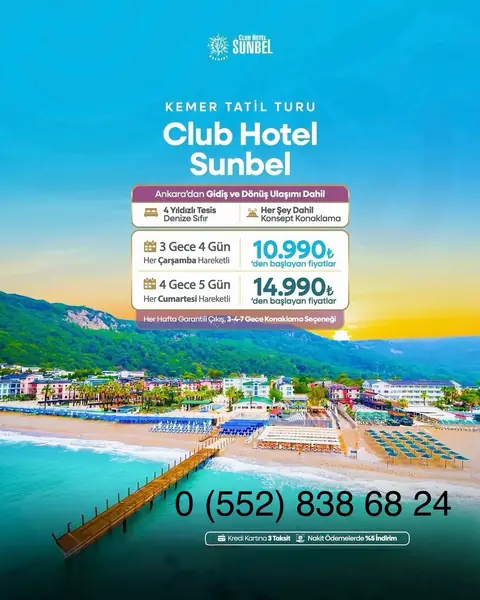 CLUB HOTEL
SUNBEL
KEMER TATİL TURU
Club Hotel
Sunbel
Ankara'dan Gidiş ve Dönüş Ulaşımı Dahil
4 Yıldızlı Tesis
Denize Sıfır
Her Şey Dahil
Konsept Konaklama
3 Gece 4 Gün
Her Çarşamba Hareketli
10.990₺
'den başlayan fiyatlar
4 Gece 5 Gün
Her Cumartesi Hareketli
14.990₺
'den başlayan fiyatlar
Her Hafta Garantili Çıkış, 3-4-7 Gece Konaklama Seçeneği
0 (552) 838 68 24
Kredi Kartına 3 Taksit
Nakit Ödemelerde %5 İndirim